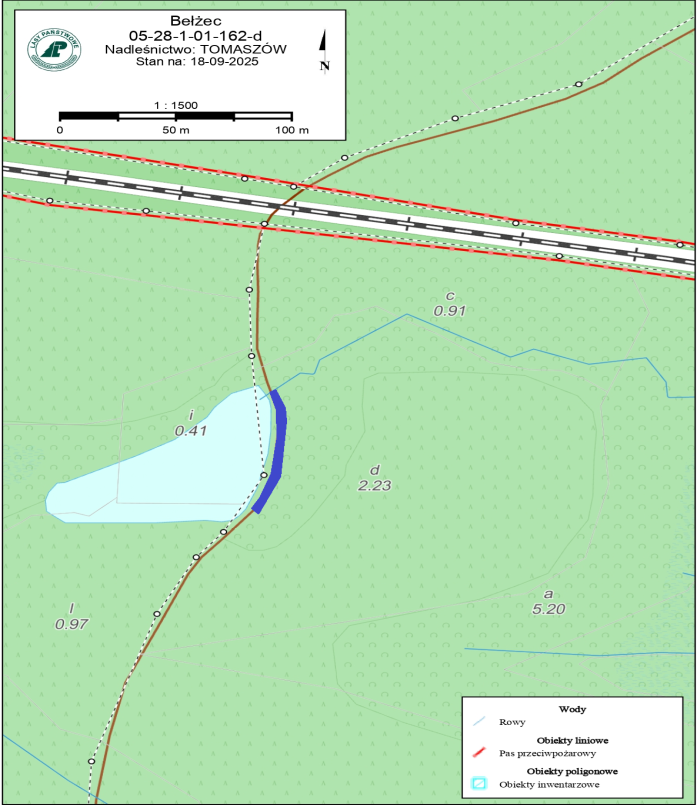 Bełżec
05-28-1-01-162-d
Nadleśnictwo: TOMASZÓW
Stan na: 18-09-2025
LASY PAŃSTWOWE
N
1 : 1500
0 50 m 100 m
c
0.91
i
0.41
d
2.23
a
5.20
l
0.97
Wody
Rowy
Obiekty liniowe
Pas przeciwpożarowy
Obiekty poligonowe
Obiekty inwentarzowe